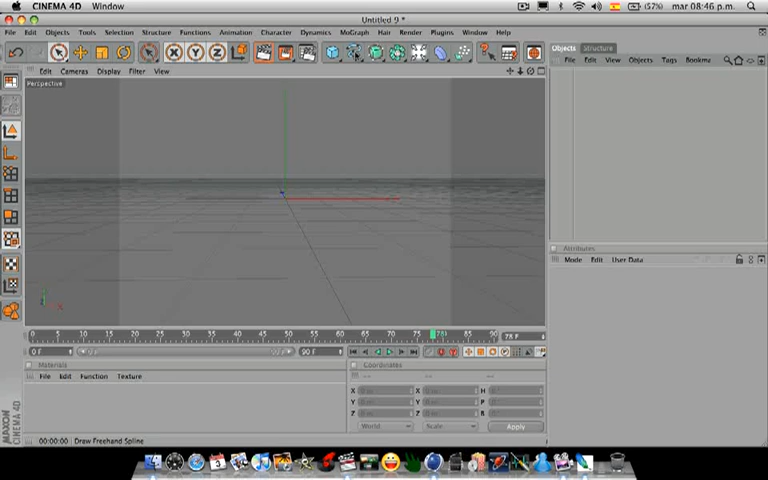 CINEMA 4D Window (57%) mar 08:46 p.m.
Untitled 9 *
File Edit Objects Tools Selection Structure Functions Animation Character Dynamics MoGraph Hair Render Plugins Window Help
X Y Z
Objects Structure
Edit Cameras Display Filter View
File Edit View Objects Tags Bookma
Perspective
X
Attributes
Mode Edit User Data
0 5 10 15 20 25 30 35 40 45 50 55 60 65 70 75 78 85 90 78 F
0 F 90 F
Materials Coordinates
File Edit Function Texture
X X H
Y Y P
Z Z B
World Scale Apply
MAXON CINEMA 4D
00:00:00 Draw Freehand Spline